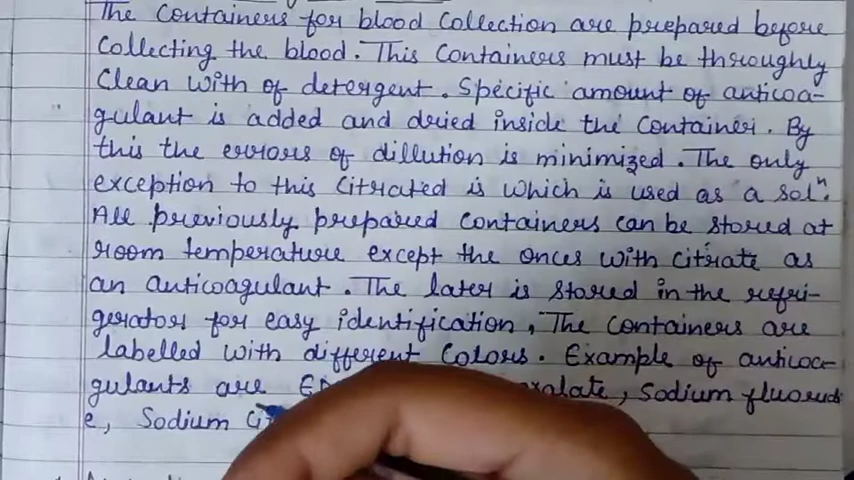 The Containers for blood Collection are prepared before
Collecting the blood. This Containers must be throughly
Clean with of detergent. Specific amount of anticoa-
gulant is added and dried inside the Container. By
this the errors of dillution is minimized. The only
exception to this Citrated is which is used as a solⁿ.
All previously prepared Containers can be stored at
room temperature except the onces with Citrate as
an anticoagulant. The later is stored in the refri-
gerators for easy identification, The Containers are
labelled with different Colors. Example of anticoa-
gulants are oxalate, Sodium fluorid
e, Sodium